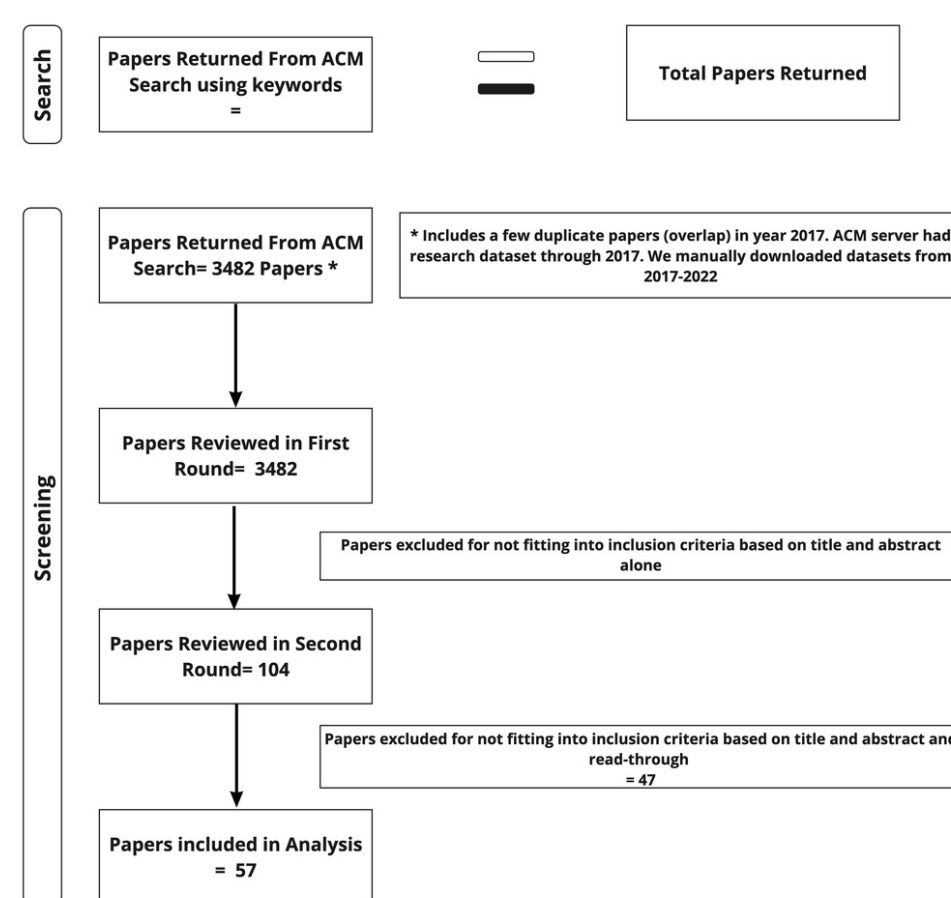 Search
Papers Returned From ACM
Search using keywords
=
Total Papers Returned
Screening
Papers Returned From ACM
Search= 3482 Papers *
* Includes a few duplicate papers (overlap) in year 2017. ACM server had
research dataset through 2017. We manually downloaded datasets from
2017-2022
Papers Reviewed in First
Round=  3482
Papers excluded for not fitting into inclusion criteria based on title and abstract
alone
Papers Reviewed in Second
Round= 104
Papers excluded for not fitting into inclusion criteria based on title and abstract and
read-through
= 47
Papers included in Analysis
=  57